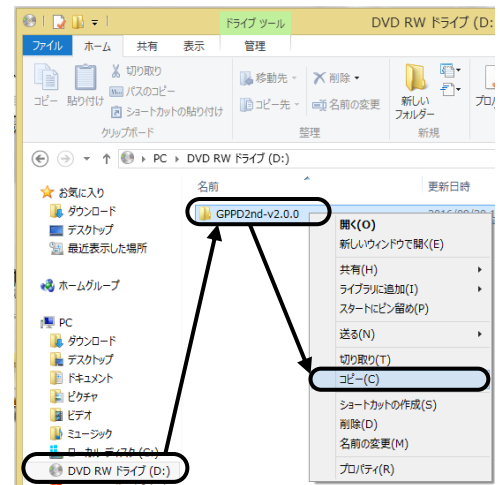 ドライブ ツール
DVD RW ドライブ (D:
ファイル ホーム 共有 表示 管理
コピー 貼り付け 切り取り
パスのコピー
ショートカットの貼り付け
移動先 削除
コピー先 名前の変更
新しい
フォルダー
クリップボード 整理 新規
PC DVD RW ドライブ (D:)
名前 更新日時
お気に入り
ダウンロード
デスクトップ
最近表示した場所
ホームグループ
PC
ダウンロード
デスクトップ
ドキュメント
ピクチャ
ビデオ
ミュージック
ローカル ディスク (C:)
DVD RW ドライブ (D:)
GPPD2nd-v2.0.0
開く(O)
新しいウィンドウで開く(E)
共有(H)
ライブラリに追加(I)
スタートにピン留め(P)
送る(N)
切り取り(T)
コピー(C)
ショートカットの作成(S)
削除(D)
名前の変更(M)
プロパティ(R)